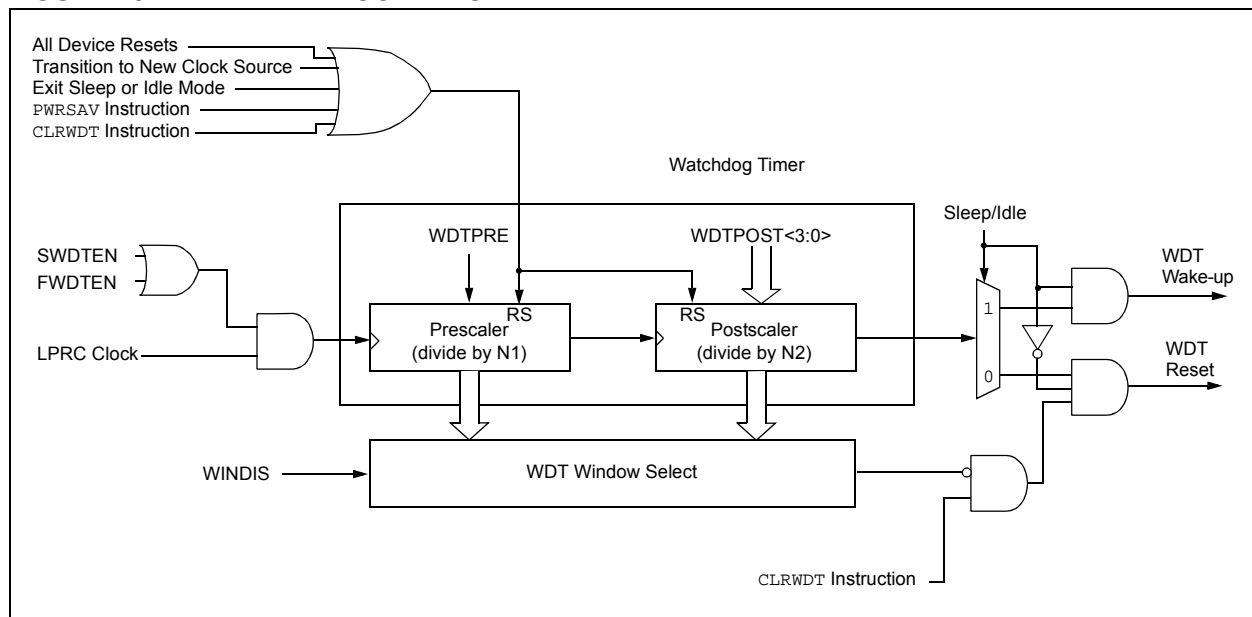 All Device Resets
Transition to New Clock Source
Exit Sleep or Idle Mode
PWRSAV Instruction
CLRWDT Instruction
Watchdog Timer
Sleep/Idle
WDTPRE
WDTPOST<3:0>
SWDTEN
FWDTEN
WDT
Wake-up
RS
RS
1
Prescaler
(divide by N1)
Postscaler
(divide by N2)
LPRC Clock
WDT
Reset
0
WINDIS
WDT Window Select
CLRWDT Instruction